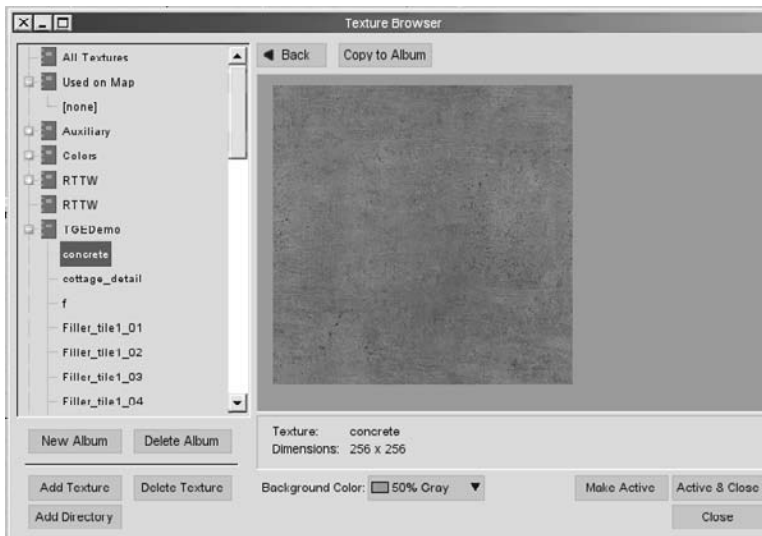 Texture Browser
All Textures
Used on Map
[none]
Auxiliary
Colors
RTTW
RTTW
TGEDemo
concrete
cottage_detail
f
Filler_tile1_01
Filler_tile1_02
Filler_tile1_03
Filler_tile1_04
New Album
Delete Album
Add Texture
Delete Texture
Add Directory
Back
Copy to Album
Texture: concrete
Dimensions: 256 x 256
Background Color: 50% Gray
Make Active
Active & Close
Close